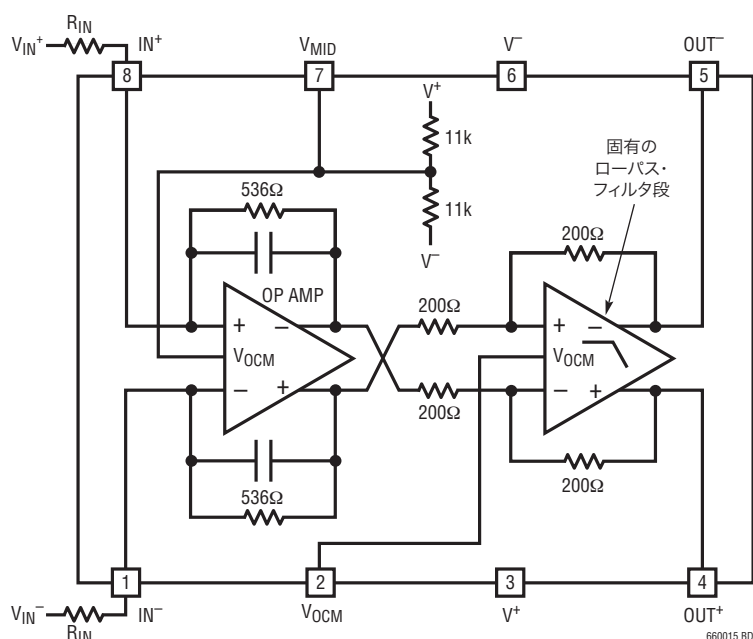 RIN
VIN+
IN+
VMID
V−
OUT−
8
7
6
5
V+
11k
11k
V−
固有の
ローパス・
フィルタ段
536Ω
200Ω
OP AMP
200Ω
+
−
VOCM
−
+
+
−
VOCM
−
+
200Ω
200Ω
536Ω
1
2
3
4
VIN−
RIN
IN−
VOCM
V+
OUT+
660015 BD